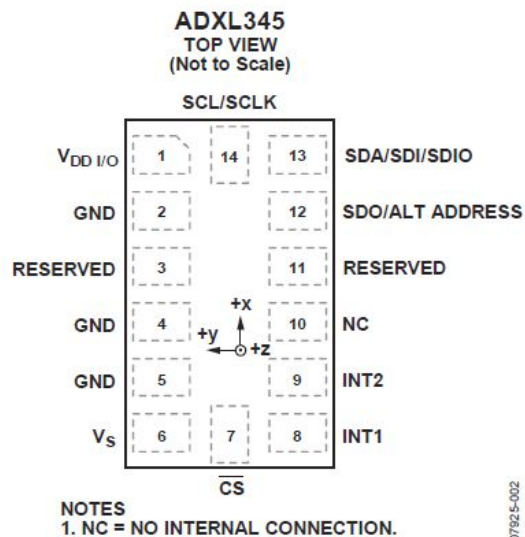 ADXL345
TOP VIEW
(Not to Scale)
SCL/SCLK
VDD I/O 1 14 13 SDA/SDI/SDIO
GND 2 12 SDO/ALT ADDRESS
RESERVED 3 11 RESERVED
+x
GND 4 10 NC
+y +z
GND 5 9 INT2
VS 6 7 8 INT1
CS
NOTES
1. NC = NO INTERNAL CONNECTION.
07925-002